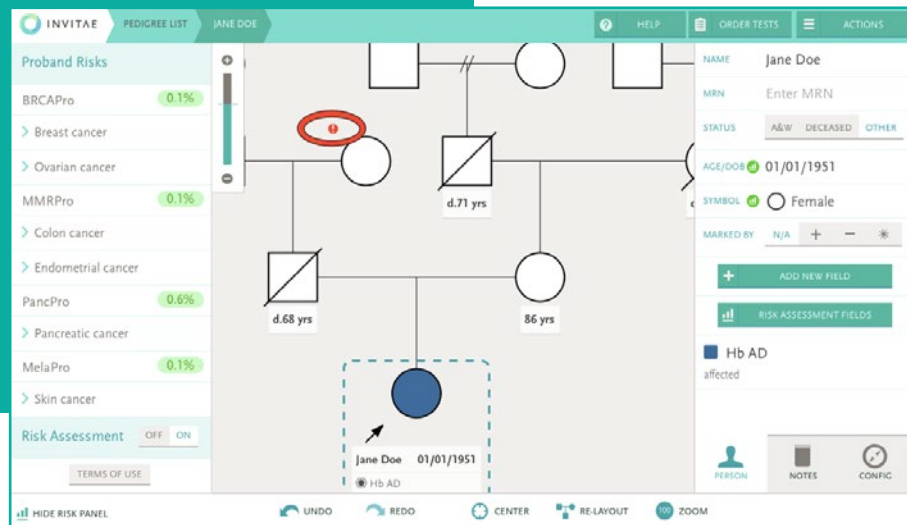 INVITAE
PEDIGREE LIST
JANE DOE
HELP
ORDER TESTS
ACTIONS
Proband Risks
BRCAPro 0.1%
Breast cancer
Ovarian cancer
MMRPro 0.1%
Colon cancer
Endometrial cancer
PancPro 0.6%
Pancreatic cancer
MelaPro 0.1%
Skin cancer
Risk Assessment OFF ON
TERMS OF USE
d.71 yrs
d.68 yrs
86 yrs
Jane Doe 01/01/1951
Hb AD
NAME Jane Doe
MRN Enter MRN
STATUS A&W DECEASED OTHER
AGE/DOB 01/01/1951
SYMBOL Female
MARKED BY N/A + − *
+ ADD NEW FIELD
RISK ASSESSMENT FIELDS
Hb AD
affected
PERSON
NOTES
CONFIG
HIDE RISK PANEL
UNDO
REDO
CENTER
RE-LAYOUT
100 ZOOM